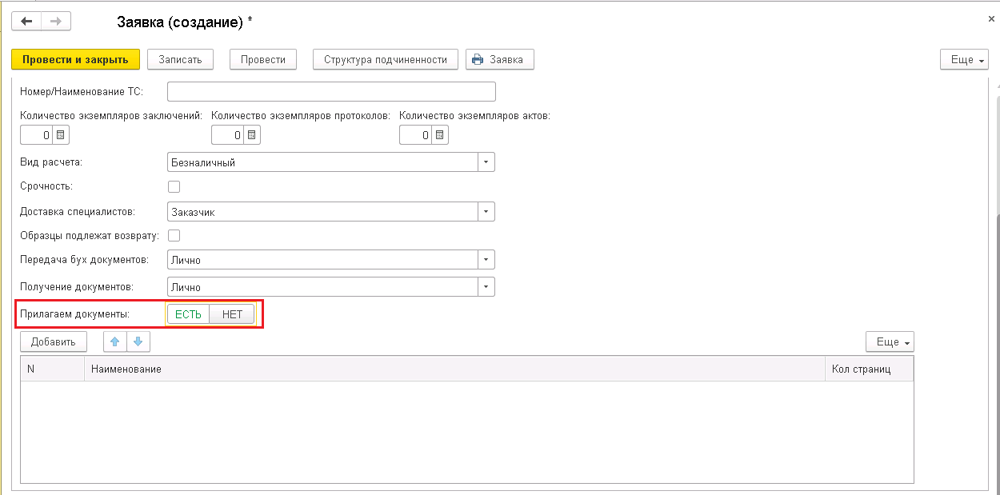 Заявка (создание) *
Провести и закрыть Записать Провести Структура подчиненности Заявка Еще
Номер/Наименование ТС:
Количество экземпляров заключений: Количество экземпляров протоколов: Количество экземпляров актов:
0 0 0
Вид расчета: Безналичный
Срочность:
Доставка специалистов: Заказчик
Образцы подлежат возврату:
Передача бух документов: Лично
Получение документов: Лично
Прилагаем документы: ЕСТЬ НЕТ
Добавить Еще
N Наименование Кол страниц